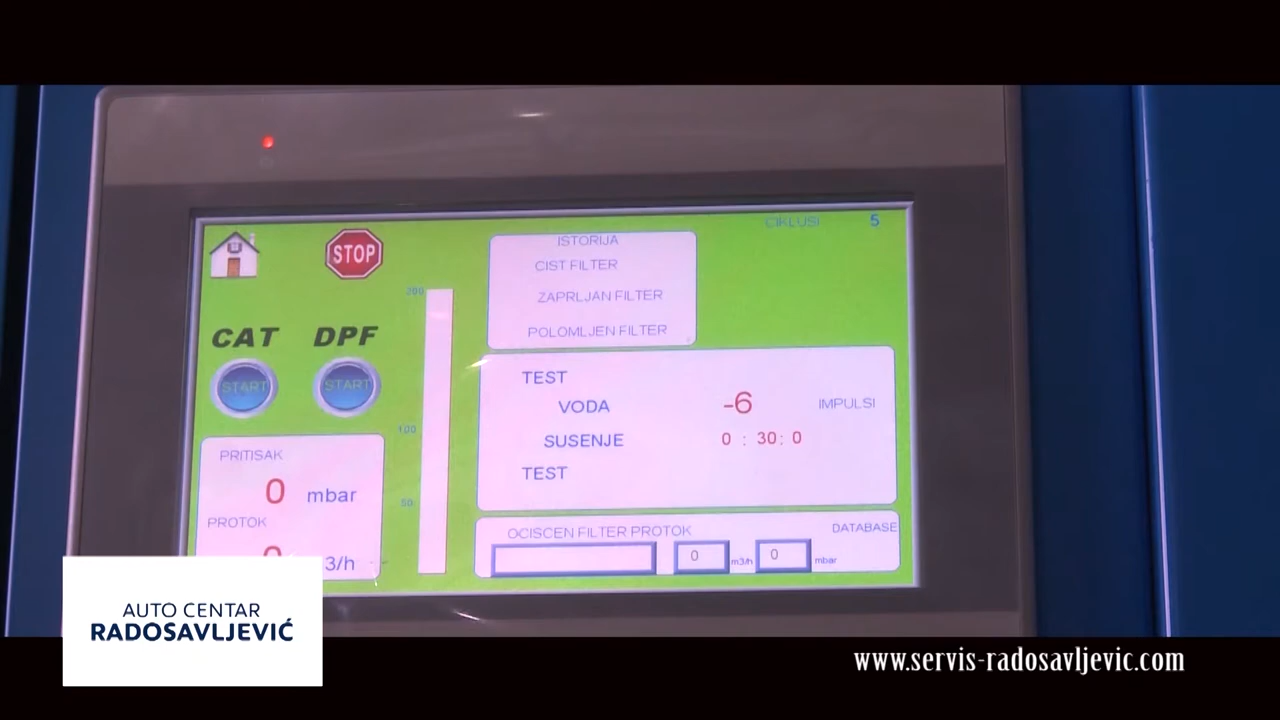 CIKLUSI 5
STOP
ISTORIJA
CIST FILTER
ZAPRLJAN FILTER
POLOMLJEN FILTER
200
CAT DPF
START START
TEST
VODA -6 IMPULSI
SUSENJE 0 : 30 : 0
TEST
100
50
PRITISAK
0 mbar
PROTOK
0 m3/h
OCISCEN FILTER PROTOK DATABASE
0 m3/h 0 mbar
AUTO CENTAR
RADOSAVLJEVIĆ
www.servis-radosavljevic.com